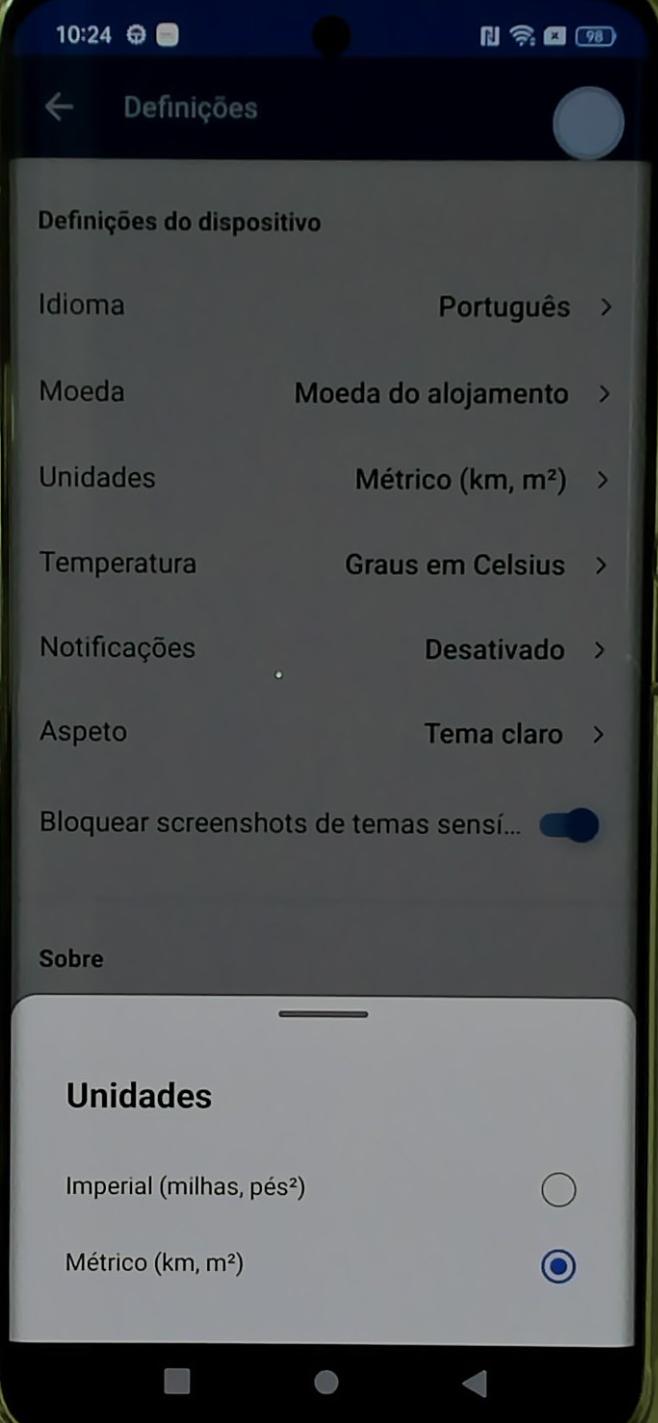 10:24
98
Definições
Definições do dispositivo
Idioma Português
Moeda Moeda do alojamento
Unidades Métrico (km, m²)
Temperatura Graus em Celsius
Notificações Desativado
Aspeto Tema claro
Bloquear screenshots de temas sensí...
Sobre
Unidades
Imperial (milhas, pés²)
Métrico (km, m²)